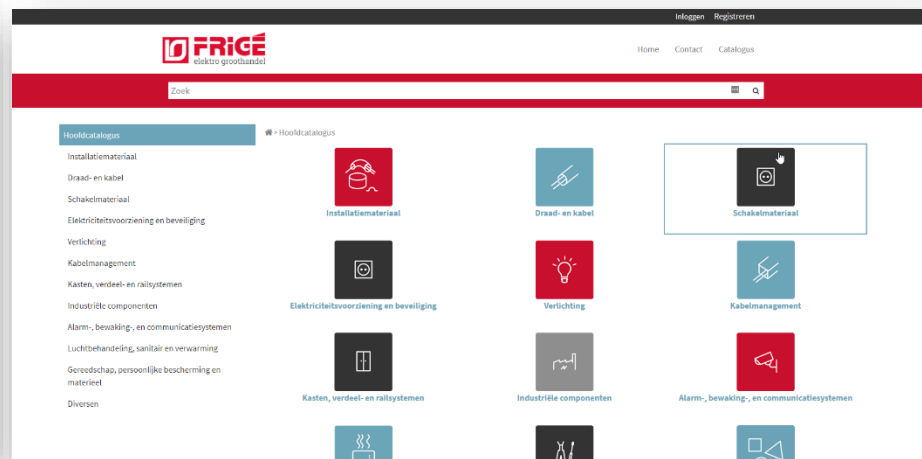 Inloggen Registreren
FRIGÉ
elektro groothandel
Home Contact Catalogus
Zoek
Hoofdcatalogus
Installatiemateriaal
Draad- en kabel
Schakelmateriaal
Elektriciteitsvoorziening en beveiliging
Verlichting
Kabelmanagement
Kasten, verdeel- en railsystemen
Industriële componenten
Alarm-, bewaking-, en communicatiesystemen
Luchtbehandeling, sanitair en verwarming
Gereedschap, persoonlijke bescherming en
materieel
Diversen
> Hoofdcatalogus
Installatiemateriaal
Draad- en kabel
Schakelmateriaal
Elektriciteitsvoorziening en beveiliging
Verlichting
Kabelmanagement
Kasten, verdeel- en railsystemen
Industriële componenten
Alarm-, bewaking-, en communicatiesystemen